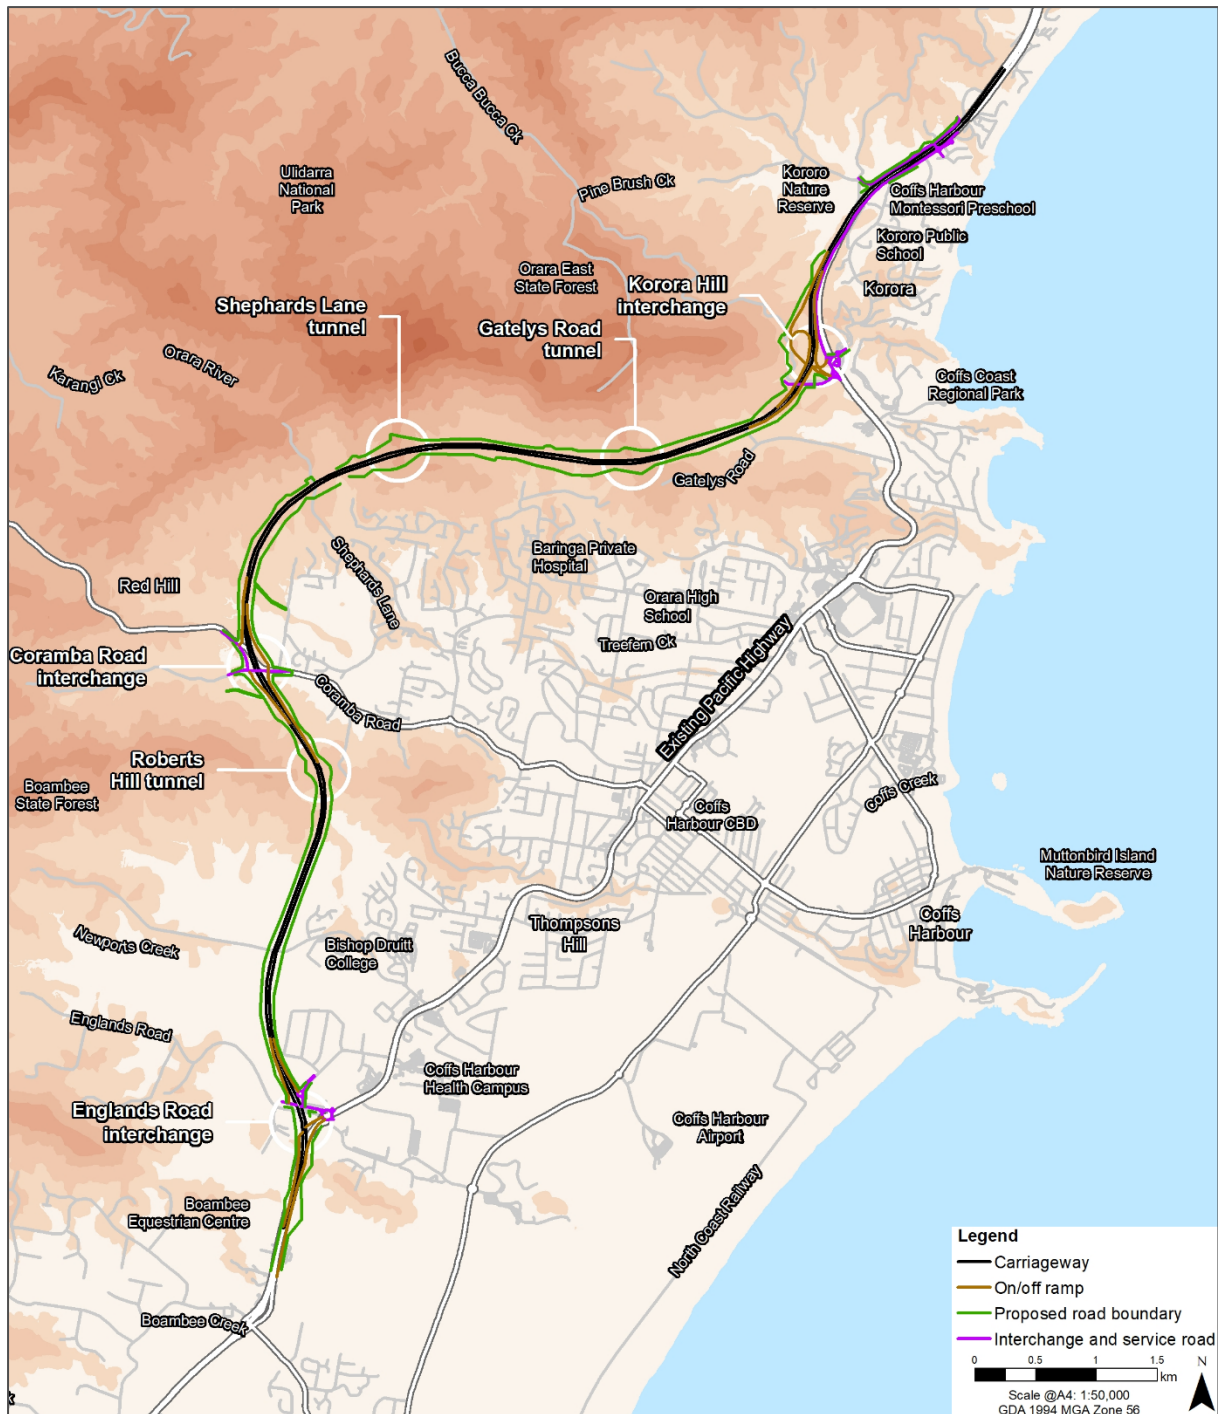 Bucca Bucca Ck
Ulidarra
National
Park
Pine Brush Ck
Kororo
Nature
Reserve
Coffs Harbour
Montessori Preschool
Kororo Public
School
Korora
Orara East
State Forest
Korora Hill
interchange
Shephards Lane
tunnel
Gatelys Road
tunnel
Orara River
Karangi Ck
Coffs Coast
Regional Park
Gatelys Road
Shephards Lane
Baringa Private
Hospital
Red Hill
Orara High
School
Treefern Ck
Existing Pacific Highway
Coramba Road
interchange
Coramba Road
Roberts
Hill tunnel
Boambee
State Forest
Coffs Creek
Coffs
Harbour CBD
Muttonbird Island
Nature Reserve
Coffs
Harbour
Thompsons
Hill
Newports Creek
Bishop Druitt
College
Englands Road
Coffs Harbour
Health Campus
Englands Road
interchange
Coffs Harbour
Airport
North Coast Railway
Boambee
Equestrian Centre
Boambee Creek
k
Legend
Carriageway
On/off ramp
Proposed road boundary
Interchange and service road
0 0.5 1 1.5
km
N
Scale @A4: 1:50,000
GDA 1994 MGA Zone 56